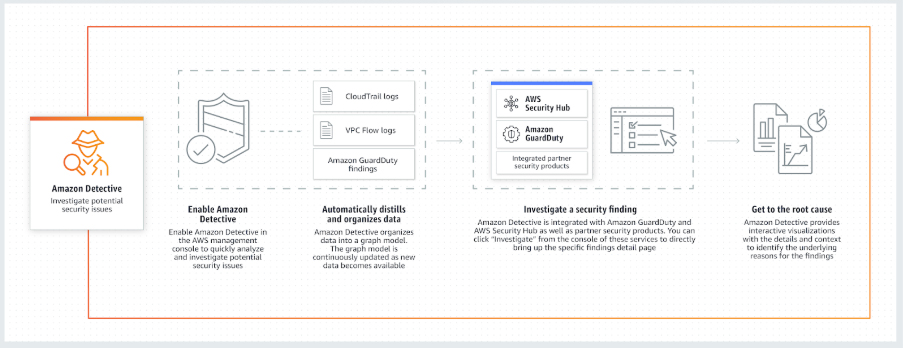 Amazon Detective
Investigate potential
security issues
CloudTrail logs
VPC Flow logs
Amazon GuardDuty
findings
Enable Amazon
Detective
Enable Amazon Detective in
the AWS management
console to quickly analyze
and investigate potential
security issues
Automatically distills
and organizes data
Amazon Detective organizes
data into a graph model.
The graph model is
continuously updated as new
data becomes available
AWS
Security Hub
Amazon
GuardDuty
Integrated partner
security products
Investigate a security finding
Amazon Detective is integrated with Amazon GuardDuty and
AWS Security Hub as well as partner security products. You can
click "Investigate" from the console of these services to directly
bring up the specific findings detail page
Get to the root cause
Amazon Detective provides
interactive visualizations
with the details and context
to identify the underlying
reasons for the findings